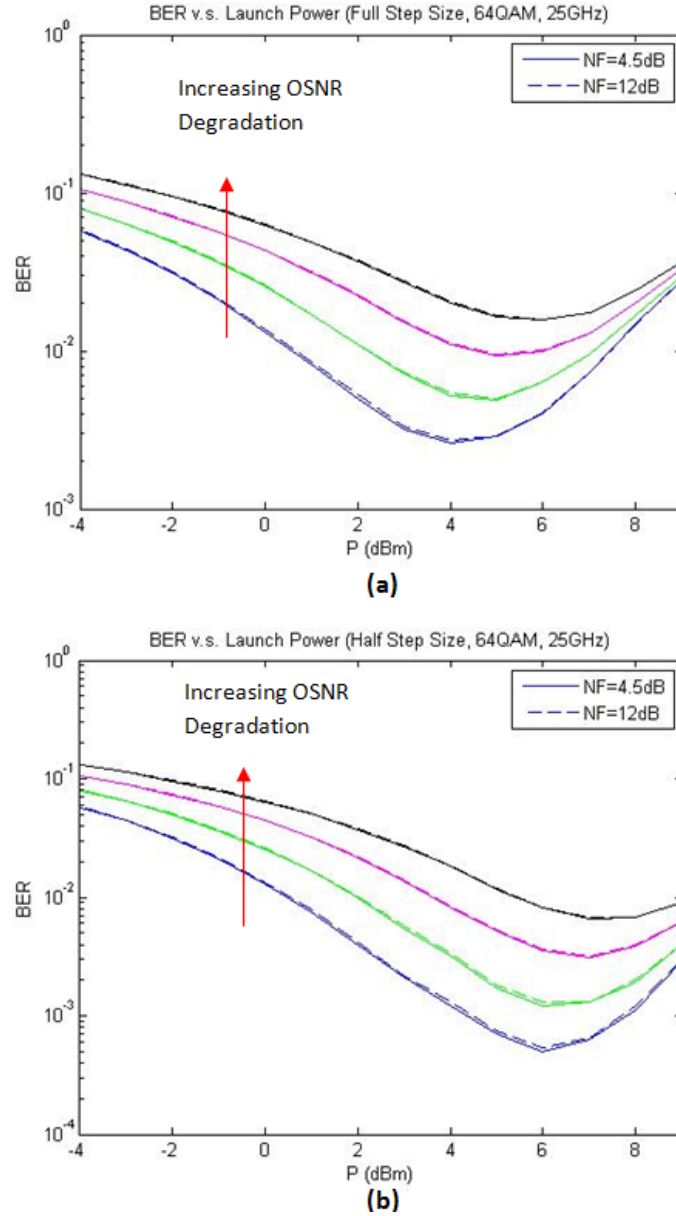 BER v.s. Launch Power (Full Step Size, 64QAM, 25GHz)
10^0
NF=4.5dB
NF=12dB
Increasing OSNR
Degradation
10^-1
BER
10^-2
10^-3
-4 -2 0 2 4 6 8
P (dBm)
(a)
BER v.s. Launch Power (Half Step Size, 64QAM, 25GHz)
10^0
NF=4.5dB
NF=12dB
Increasing OSNR
Degradation
10^-1
BER
10^-2
10^-3
10^-4
-4 -2 0 2 4 6 8
P (dBm)
(b)